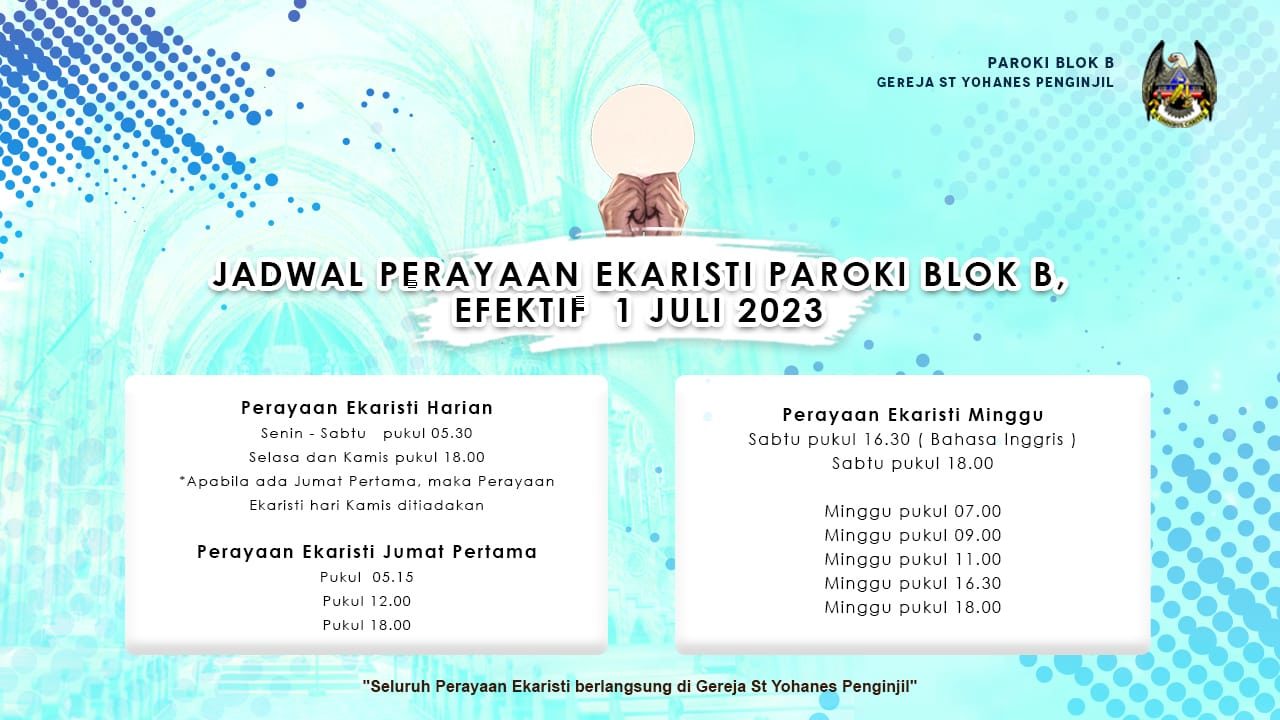 PAROKI BLOK B
GEREJA ST YOHANES PENGINJIL
JADWAL PERAYAAN EKARISTI PAROKI BLOK B,
EFEKTIF 1 JULI 2023
Perayaan Ekaristi Harian
Senin - Sabtu pukul 05.30
Selasa dan Kamis pukul 18.00
*Apabila ada Jumat Pertama, maka Perayaan
Ekaristi hari Kamis ditiadakan
Perayaan Ekaristi Jumat Pertama
Pukul 05.15
Pukul 12.00
Pukul 18.00
Perayaan Ekaristi Minggu
Sabtu pukul 16.30 ( Bahasa Inggris )
Sabtu pukul 18.00
Minggu pukul 07.00
Minggu pukul 09.00
Minggu pukul 11.00
Minggu pukul 16.30
Minggu pukul 18.00
"Seluruh Perayaan Ekaristi berlangsung di Gereja St Yohanes Penginjil"